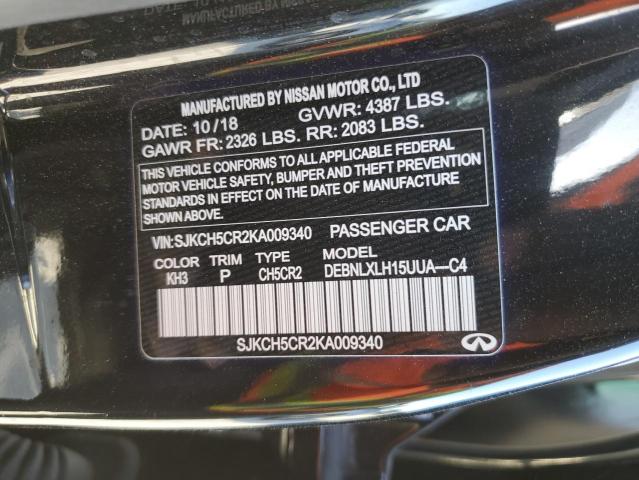 MANUFACTURED BY NISSAN MOTOR CO., LTD
DATE: 10/18 GVWR: 4387 LBS.
GAWR FR: 2326 LBS. RR: 2083 LBS.
THIS VEHICLE CONFORMS TO ALL APPLICABLE FEDERAL
MOTOR VEHICLE SAFETY, BUMPER AND THEFT PREVENTION
STANDARDS IN EFFECT ON THE DATE OF MANUFACTURE
SHOWN ABOVE.
VIN:SJKCH5CR2KA009340 PASSENGER CAR
COLOR TRIM TYPE MODEL
KH3 P CH5CR2 DEBNLXLH15UUA—C4
SJKCH5CR2KA009340